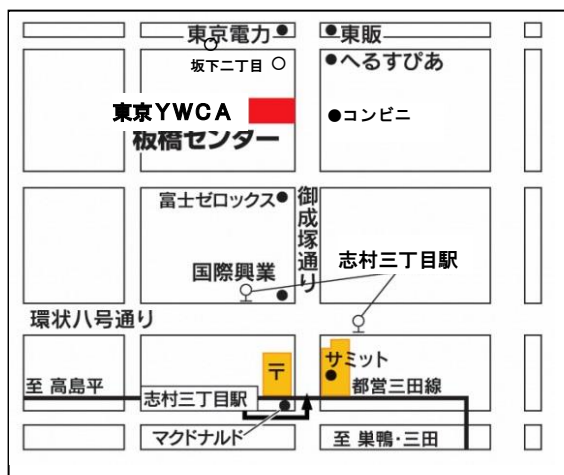 東京電力
東販
坂下二丁目
へるすぴあ
東京YWCA
板橋センター
コンビニ
富士ゼロックス
御成塚通り
国際興業
志村三丁目駅
環状八号通り
サミット
〒
至 高島平
都営三田線
志村三丁目駅
マクドナルド
至 巣鴨・三田